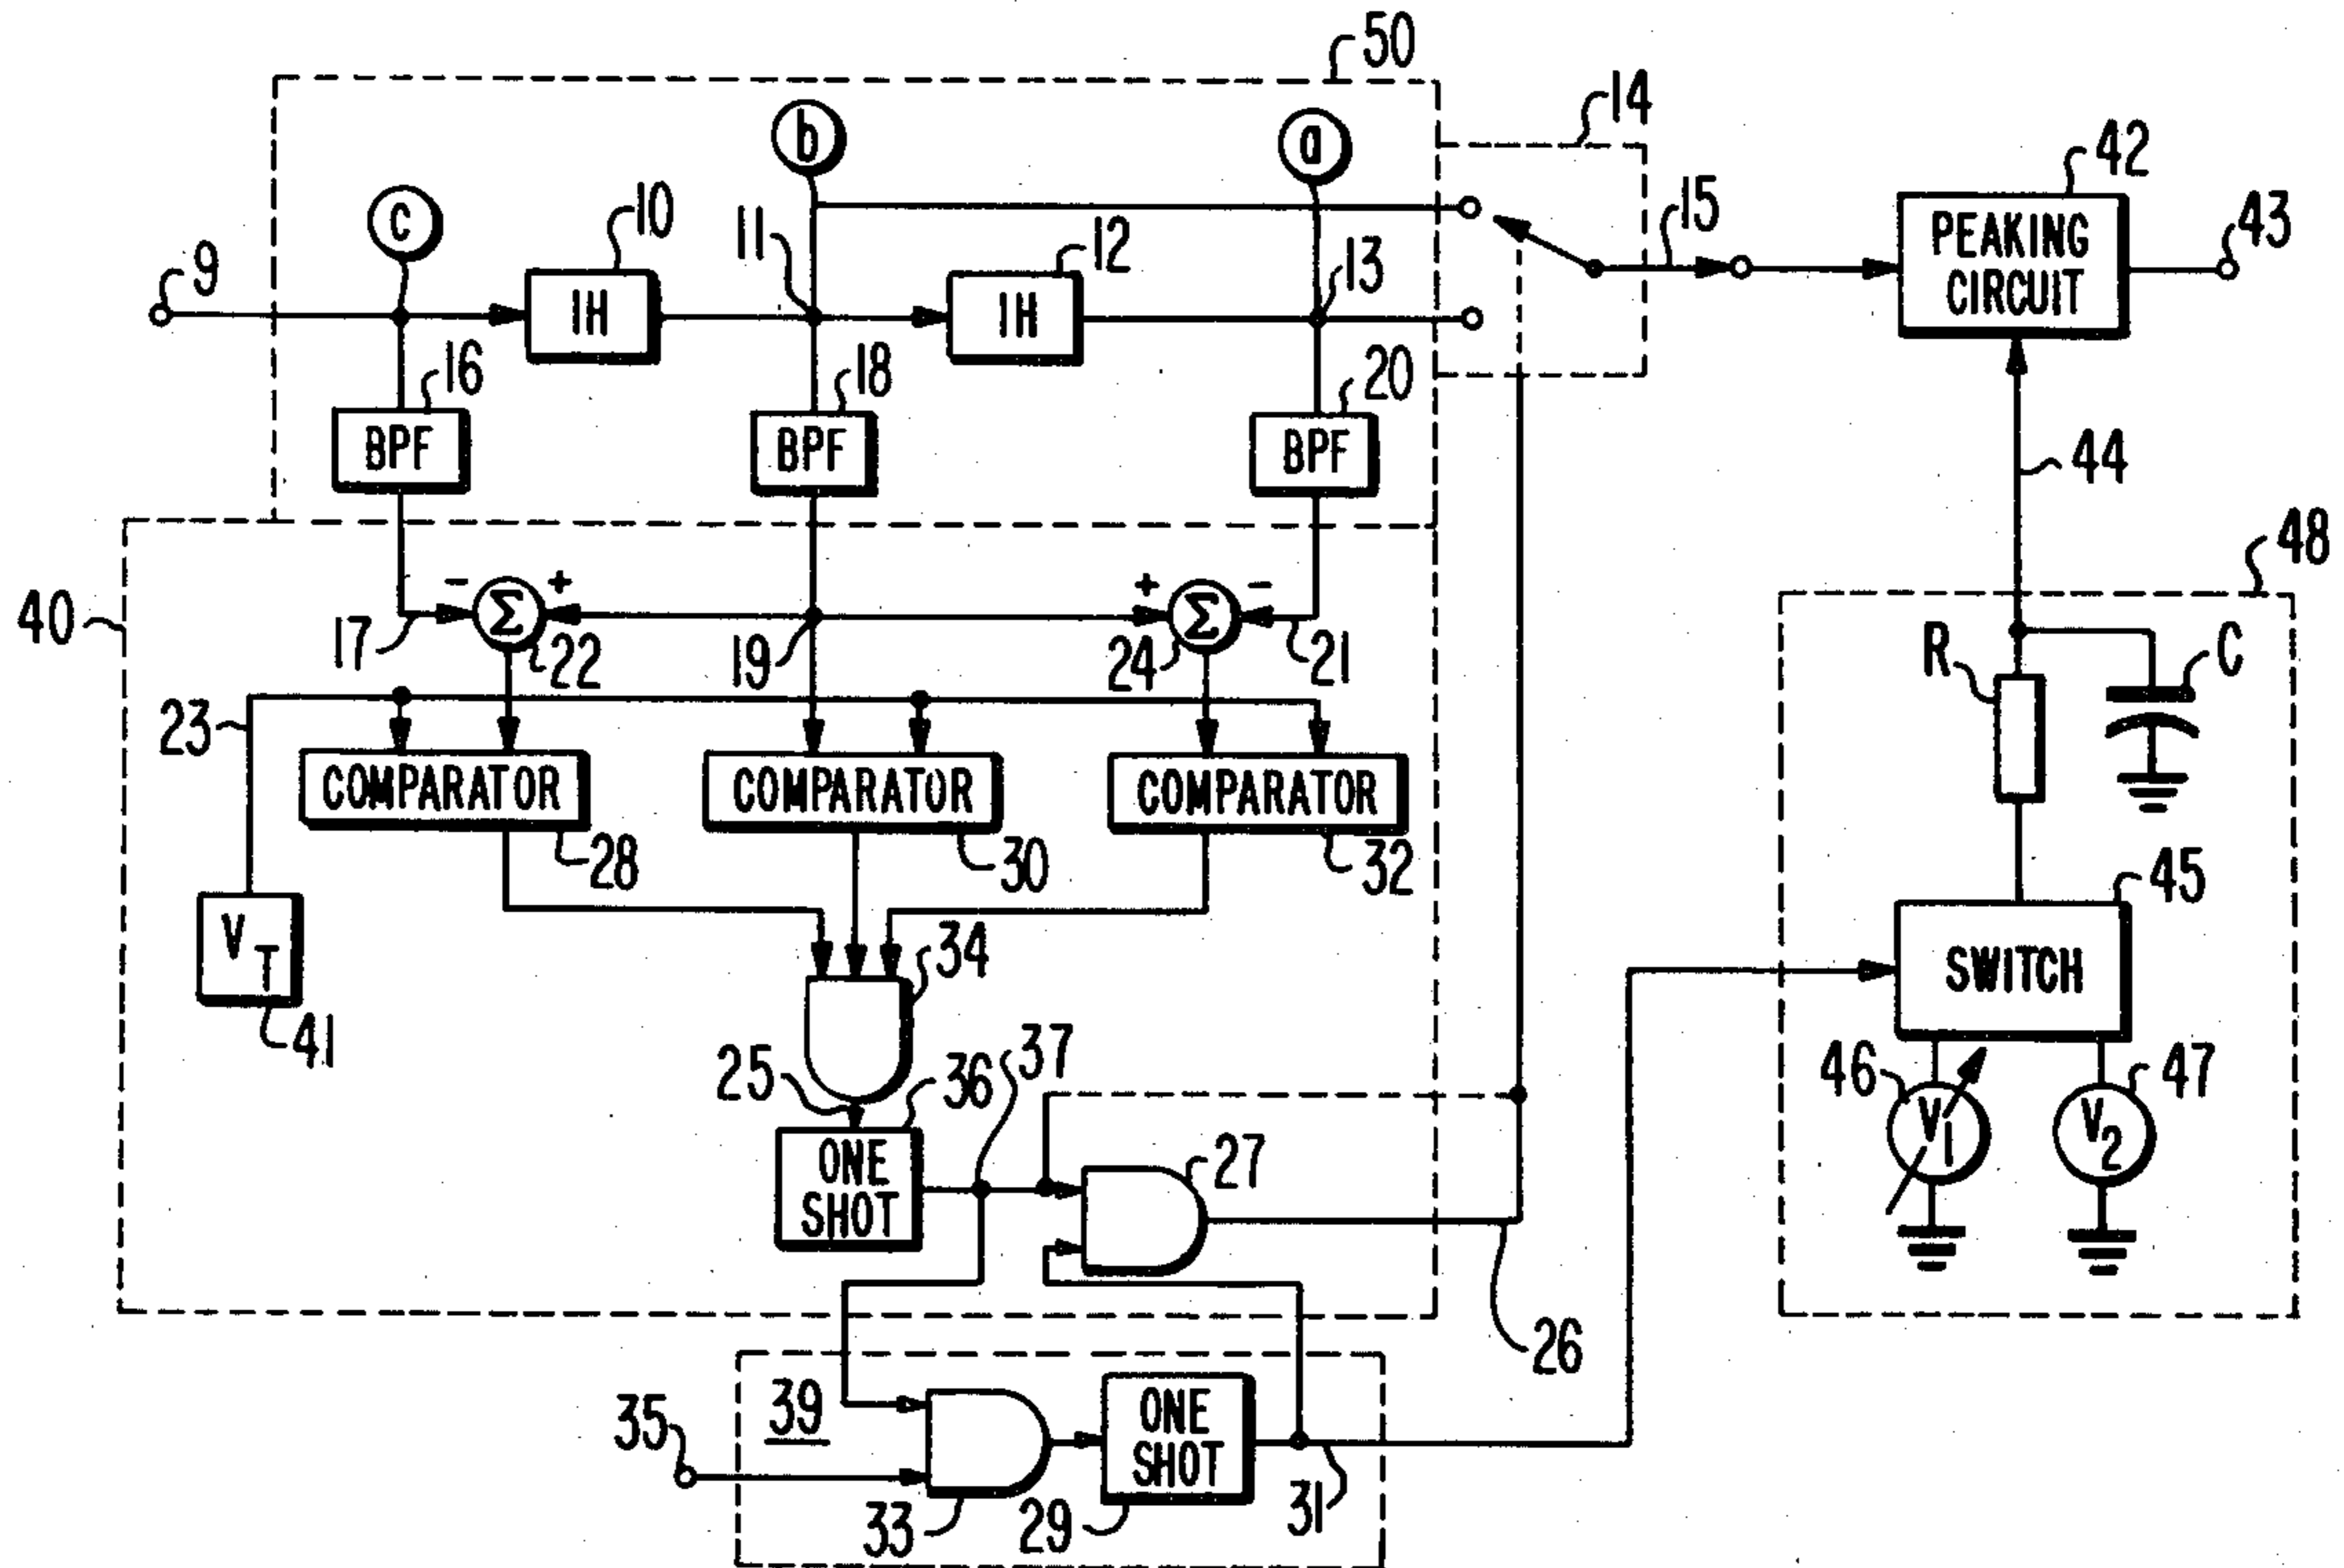 50
14
b
a
42
c
10
11
12
13
15
PEAKING
CIRCUIT
43
9
1H
1H
16
18
20
BPF
BPF
BPF
44
48
40
- Σ +
+ Σ -
17
22
19
24
21
R
C
23
COMPARATOR
COMPARATOR
COMPARATOR
28
30
32
45
VT
34
SWITCH
41
25
36
37
46
47
V1
V2
ONE
SHOT
27
26
35
39
ONE
SHOT
33
29
31